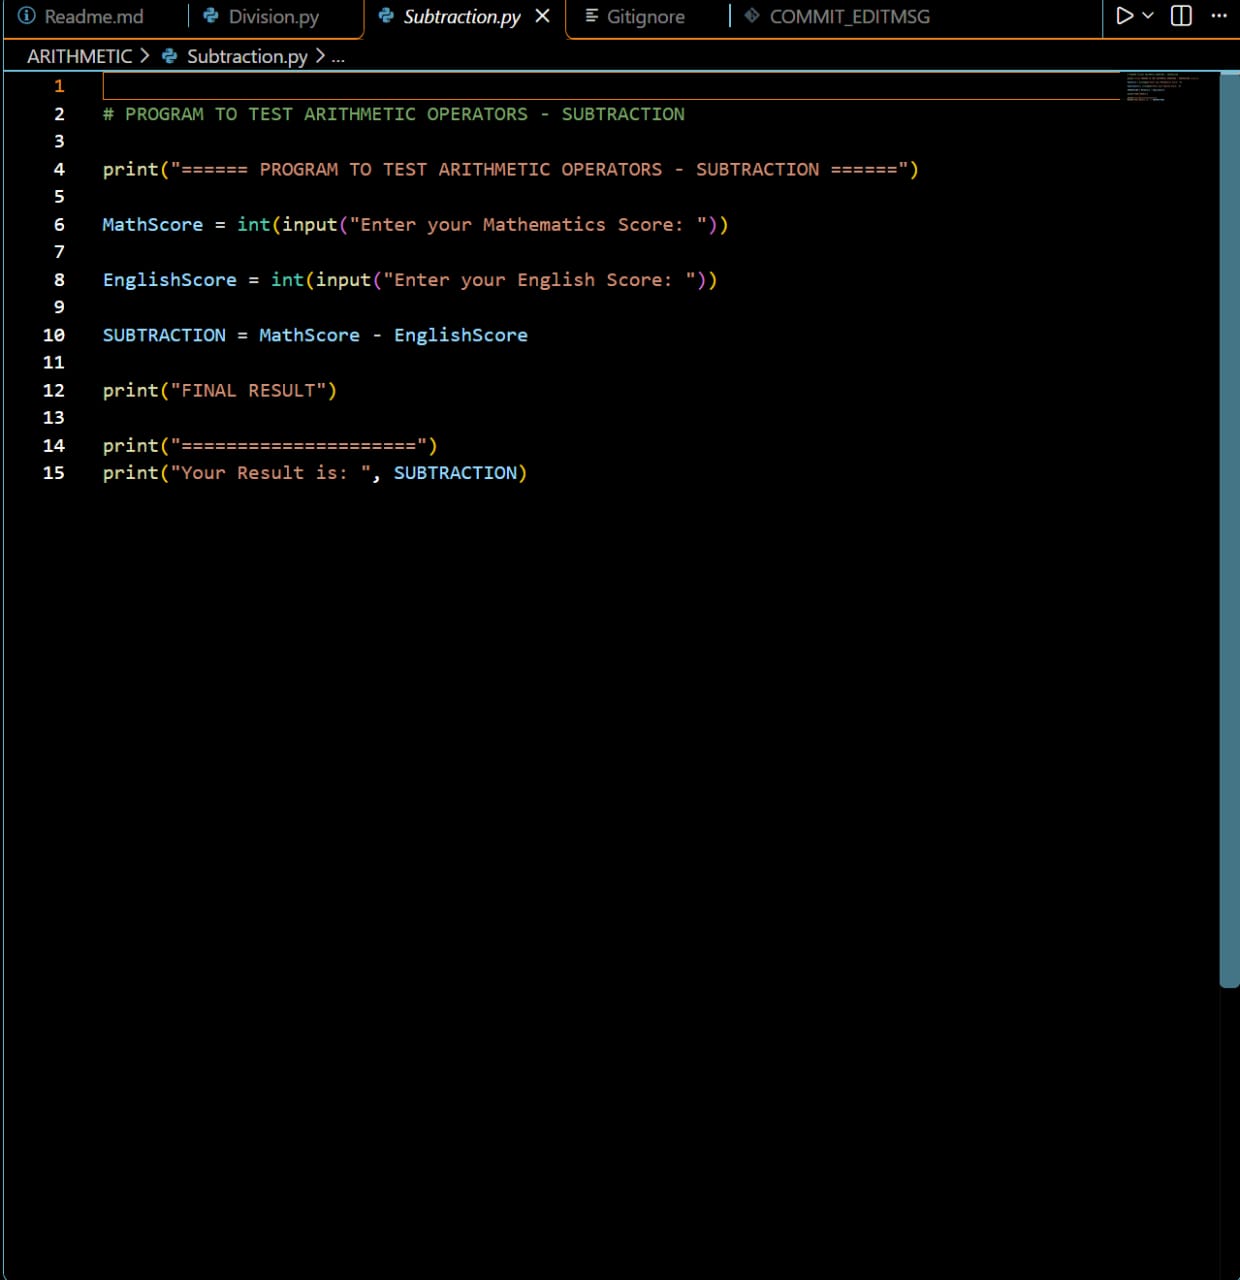 Readme.md Division.py Subtraction.py Gitignore COMMIT_EDITMSG
ARITHMETIC > Subtraction.py > ...
1
2 # PROGRAM TO TEST ARITHMETIC OPERATORS - SUBTRACTION
3
4 print("====== PROGRAM TO TEST ARITHMETIC OPERATORS - SUBTRACTION ======")
5
6 MathScore = int(input("Enter your Mathematics Score: "))
7
8 EnglishScore = int(input("Enter your English Score: "))
9
10 SUBTRACTION = MathScore - EnglishScore
11
12 print("FINAL RESULT")
13
14 print("=====================")
15 print("Your Result is: ", SUBTRACTION)